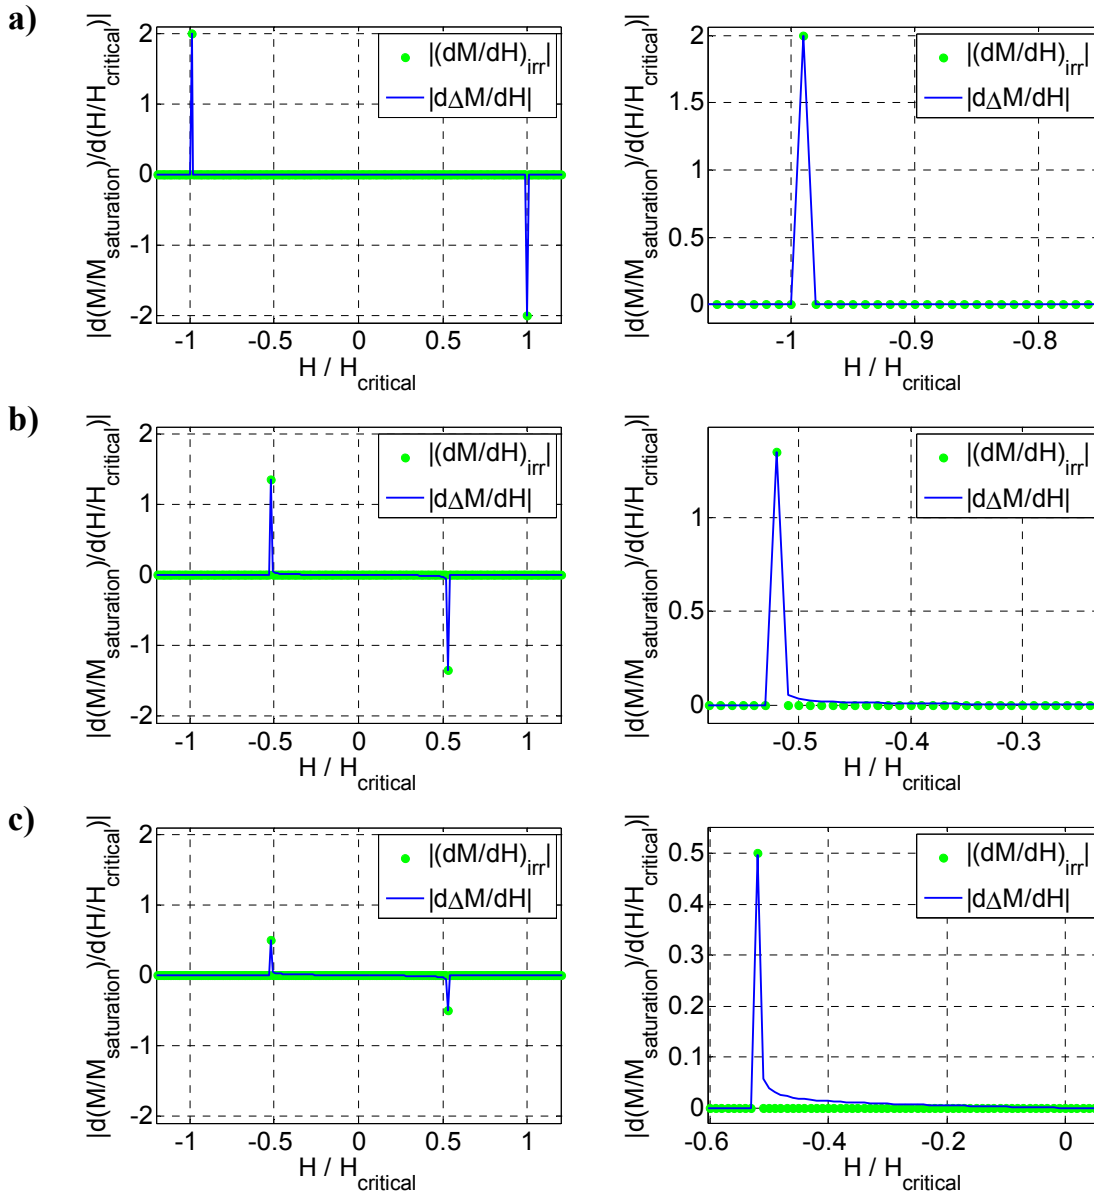 a)
|d(M/M_saturation)/d(H/H_critical)|
2
1
0
-1
-2
-1
-0.5
0
0.5
1
H / H_critical
|(dM/dH)_irr|
|dΔM/dH|
|d(M/M_saturation)/d(H/H_critical)|
2
1.5
1
0.5
0
-1
-0.9
-0.8
H / H_critical
|(dM/dH)_irr|
|dΔM/dH|
b)
|d(M/M_saturation)/d(H/H_critical)|
2
1
0
-1
-2
-1
-0.5
0
0.5
1
H / H_critical
|(dM/dH)_irr|
|dΔM/dH|
|d(M/M_saturation)/d(H/H_critical)|
1
0.5
0
-0.5
-0.4
-0.3
H / H_critical
|(dM/dH)_irr|
|dΔM/dH|
c)
|d(M/M_saturation)/d(H/H_critical)|
2
1
0
-1
-2
-1
-0.5
0
0.5
1
H / H_critical
|(dM/dH)_irr|
|dΔM/dH|
|d(M/M_saturation)/d(H/H_critical)|
0.5
0.4
0.3
0.2
0.1
0
-0.6
-0.4
-0.2
0
H / H_critical
|(dM/dH)_irr|
|dΔM/dH|